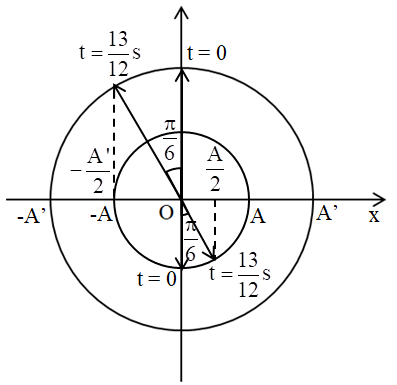 t = 13/12 s
t = 0
π/6
A/2
-A'/2
-A'
-A
O
A
A'
x
π/6
t = 0
t = 13/12 s